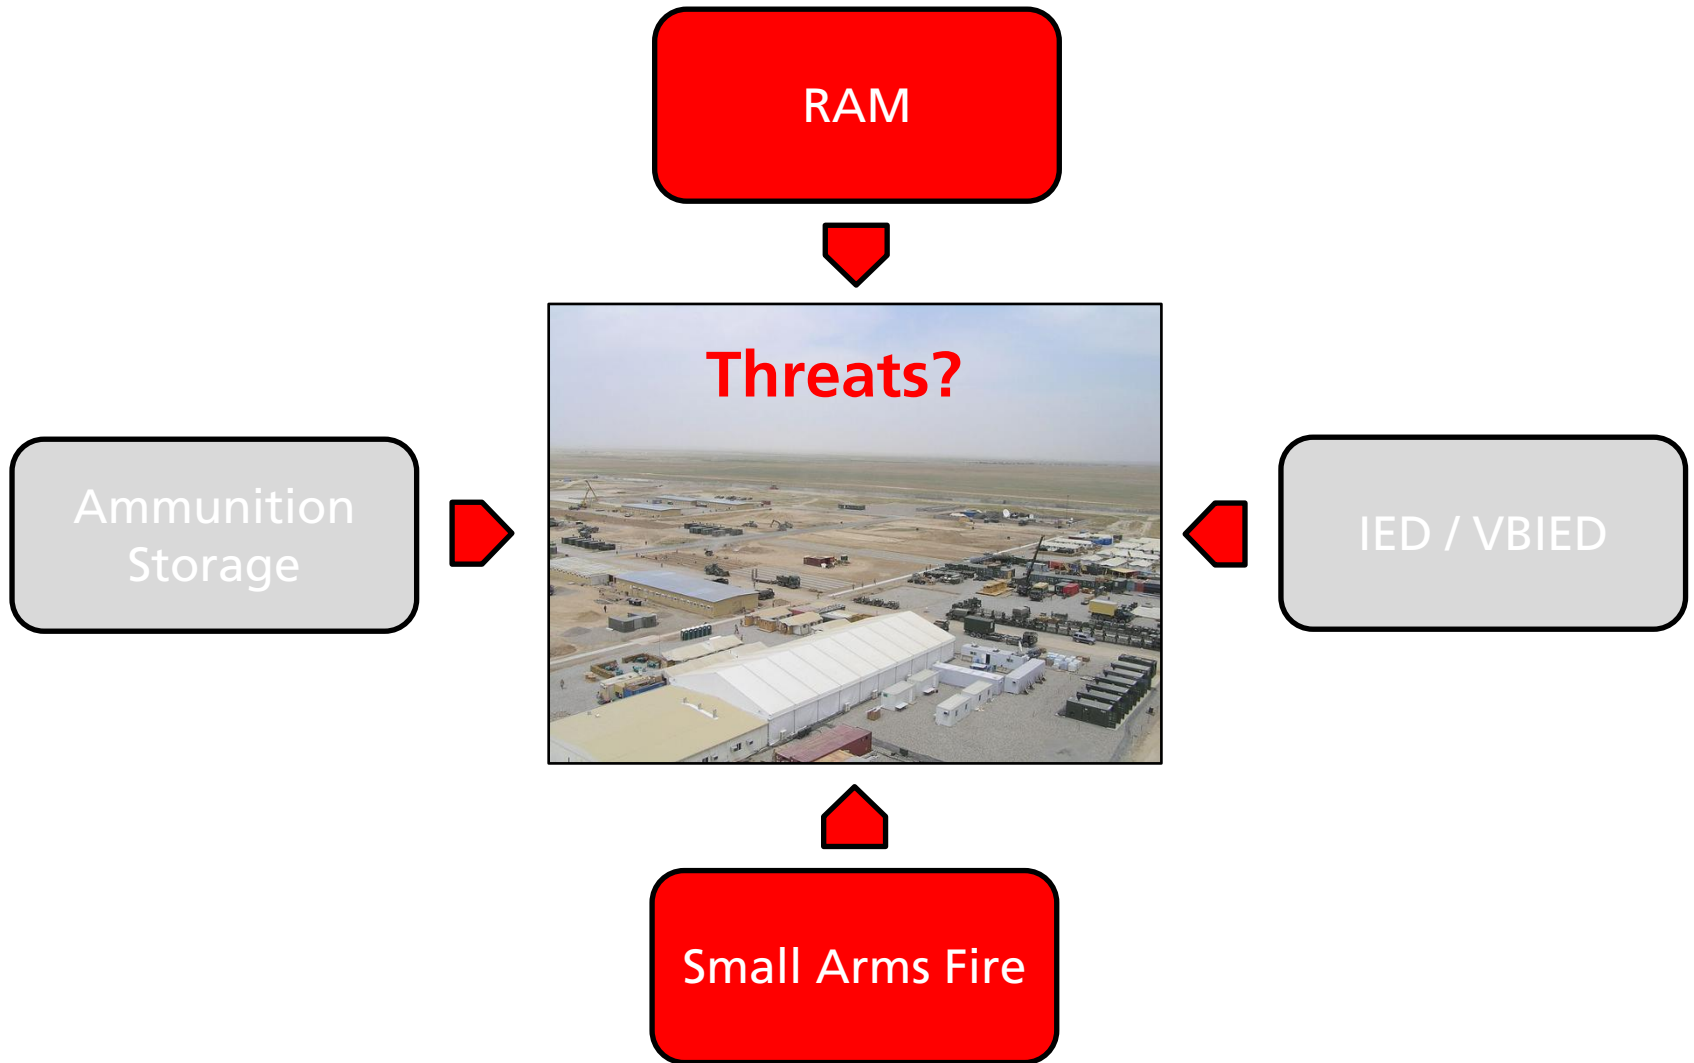 RAM
Threats?
Ammunition
Storage
IED / VBIED
Small Arms Fire